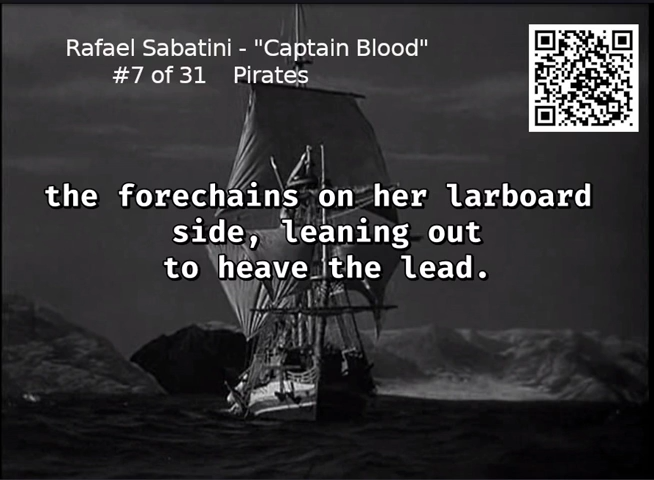 Rafael Sabatini - "Captain Blood"
#7 of 31    Pirates
the forechains on her larboard
side, leaning out
to heave the lead.